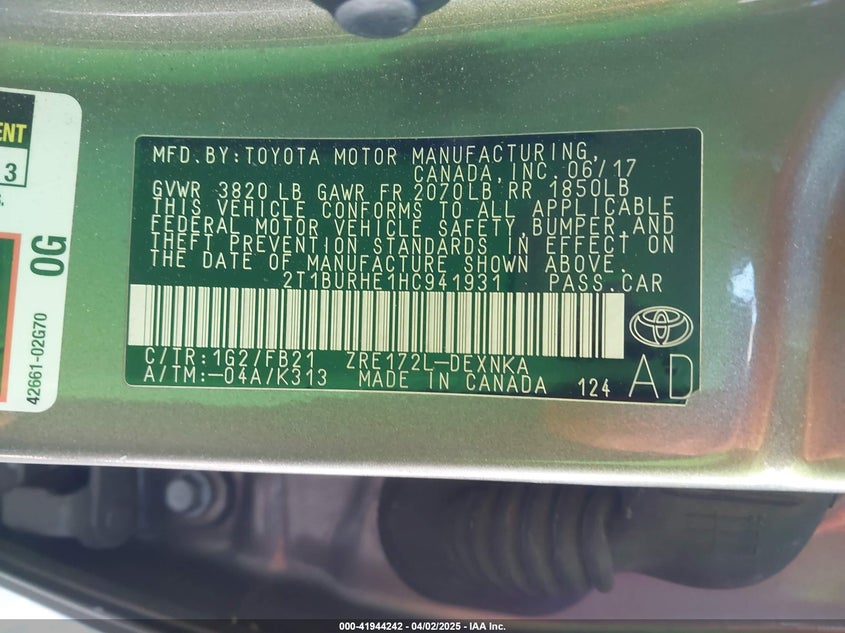 ENT
13
S.
OG
42661-02G70
MFD.BY:TOYOTA MOTOR MANUFACTURING,
CANADA,INC.06/17
GVWR 3820 LB GAWR FR 2070LB RR 1850LB
THIS VEHICLE CONFORMS TO ALL APPLICABLE
FEDERAL MOTOR VEHICLE SAFETY,BUMPER,AND
THEFT PREVENTION STANDARDS IN EFFECT ON
THE DATE OF MANUFACTURE SHOWN ABOVE.
2T1BURHE1HC941931 PASS.CAR
C/TR:1G2/FB21 ZRE172L-DEXNKA
A/TM:-04A/K313 MADE IN CANADA 124
AD
000-41944242 - 04/02/2025 - IAA Inc.